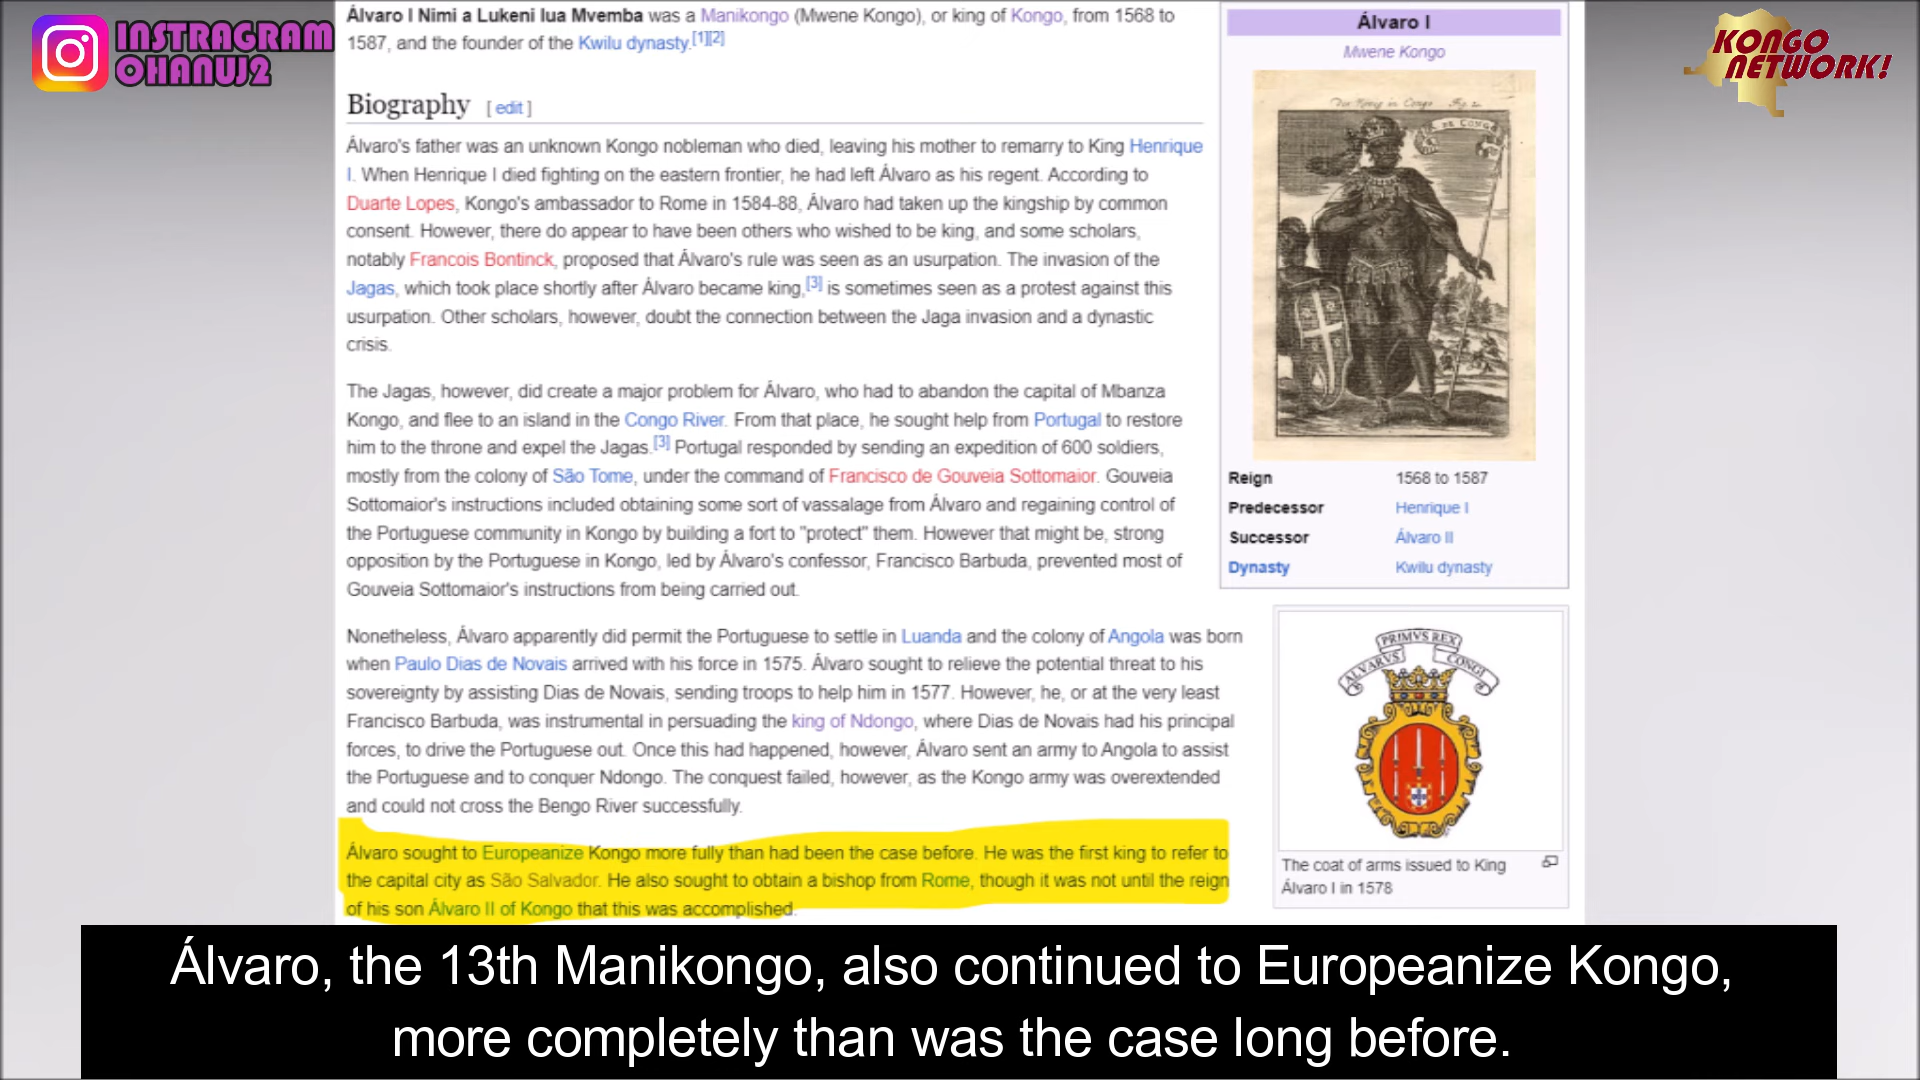 INSTRAGRAM
OHANUJ2
KONGO
NETWORK!
Álvaro I Nimi a Lukeni lua Mvemba was a Manikongo (Mwene Kongo), or king of Kongo, from 1568 to
1587, and the founder of the Kwilu dynasty.[1][2]
Biography [ edit ]
Álvaro's father was an unknown Kongo nobleman who died, leaving his mother to remarry to King Henrique
I. When Henrique I died fighting on the eastern frontier, he had left Álvaro as his regent. According to
Duarte Lopes, Kongo's ambassador to Rome in 1584-88, Álvaro had taken up the kingship by common
consent. However, there do appear to have been others who wished to be king, and some scholars,
notably Francois Bontinck, proposed that Álvaro's rule was seen as an usurpation. The invasion of the
Jagas, which took place shortly after Álvaro became king,[3] is sometimes seen as a protest against this
usurpation. Other scholars, however, doubt the connection between the Jaga invasion and a dynastic
crisis.
The Jagas, however, did create a major problem for Álvaro, who had to abandon the capital of Mbanza
Kongo, and flee to an island in the Congo River. From that place, he sought help from Portugal to restore
him to the throne and expel the Jagas.[3] Portugal responded by sending an expedition of 600 soldiers,
mostly from the colony of São Tome, under the command of Francisco de Gouveia Sottomaior. Gouveia
Sottomaior's instructions included obtaining some sort of vassalage from Álvaro and regaining control of
the Portuguese community in Kongo by building a fort to "protect" them. However that might be, strong
opposition by the Portuguese in Kongo, led by Álvaro's confessor, Francisco Barbuda, prevented most of
Gouveia Sottomaior's instructions from being carried out.
Nonetheless, Álvaro apparently did permit the Portuguese to settle in Luanda and the colony of Angola was born
when Paulo Dias de Novais arrived with his force in 1575. Álvaro sought to relieve the potential threat to his
sovereignty by assisting Dias de Novais, sending troops to help him in 1577. However, he, or at the very least
Francisco Barbuda, was instrumental in persuading the king of Ndongo, where Dias de Novais had his principal
forces, to drive the Portuguese out. Once this had happened, however, Álvaro sent an army to Angola to assist
the Portuguese and to conquer Ndongo. The conquest failed, however, as the Kongo army was overextended
and could not cross the Bengo River successfully.
Álvaro sought to Europeanize Kongo more fully than had been the case before. He was the first king to refer to
the capital city as São Salvador. He also sought to obtain a bishop from Rome, though it was not until the reign
of his son Álvaro II of Kongo that this was accomplished.
Álvaro I
Mwene Kongo
Reign 1568 to 1587
Predecessor Henrique I
Successor Álvaro II
Dynasty Kwilu dynasty
PRIMVS REX
ALVARVS CONGI
The coat of arms issued to King
Álvaro I in 1578
Álvaro, the 13th Manikongo, also continued to Europeanize Kongo,
more completely than was the case long before.